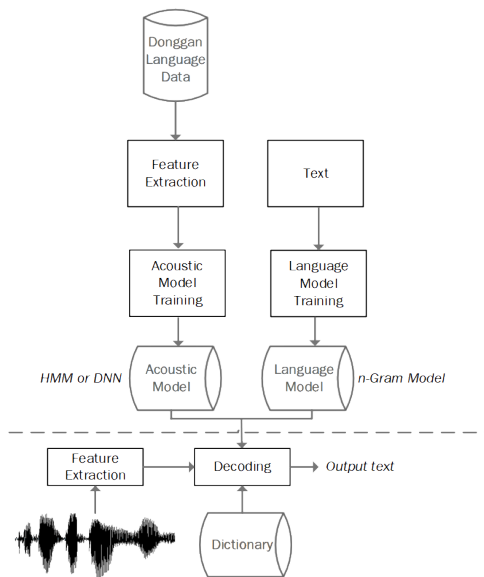 Donggan
Language
Data
Feature
Extraction
Text
Acoustic
Model
Training
Language
Model
Training
HMM or DNN
Acoustic
Model
Language
Model
n-Gram Model
Feature
Extraction
Decoding
Output text
Dictionary